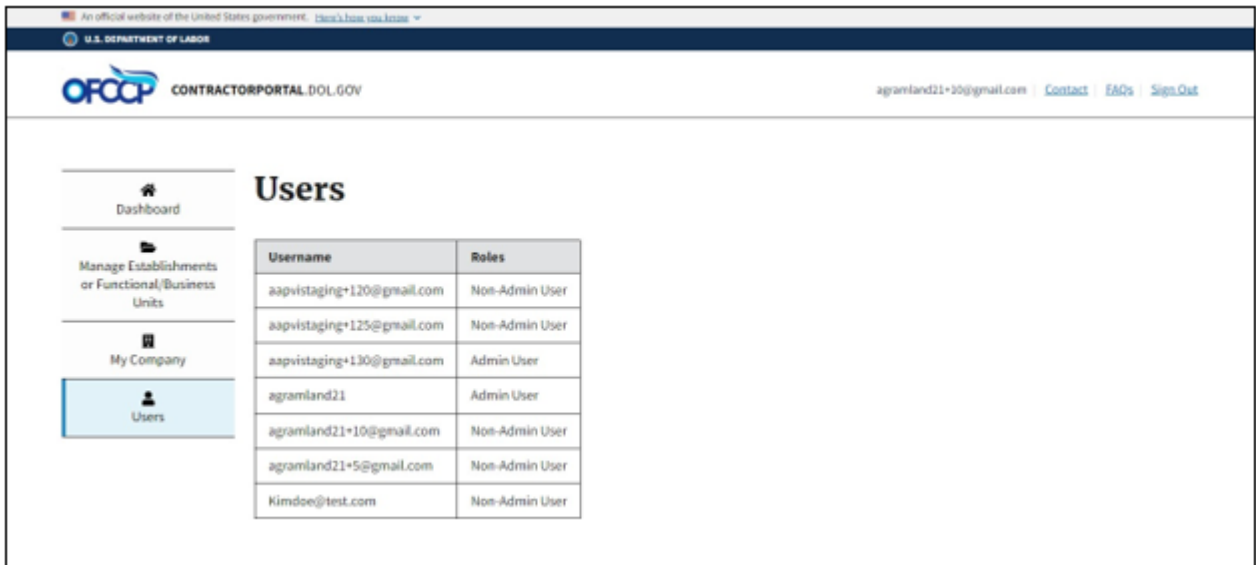 An official website of the United States government. Here's how you know
U.S. DEPARTMENT OF LABOR
OFCCP CONTRACTORPORTAL.DOL.GOV agramland21+10@gmail.com Contact FAQs Sign Out
Dashboard
Manage Establishments
or Functional/Business
Units
My Company
Users
Users
Username Roles
aapvistaging+120@gmail.com Non-Admin User
aapvistaging+125@gmail.com Non-Admin User
aapvistaging+130@gmail.com Admin User
agramland21 Admin User
agramland21+10@gmail.com Non-Admin User
agramland21+5@gmail.com Non-Admin User
Kimdoe@test.com Non-Admin User